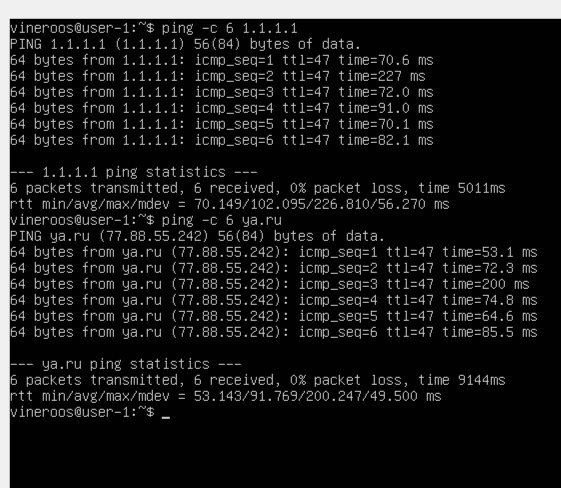 vineroos@user-1:~$ ping -c 6 1.1.1.1
PING 1.1.1.1 (1.1.1.1) 56(84) bytes of data.
64 bytes from 1.1.1.1: icmp_seq=1 ttl=47 time=70.6 ms
64 bytes from 1.1.1.1: icmp_seq=2 ttl=47 time=227 ms
64 bytes from 1.1.1.1: icmp_seq=3 ttl=47 time=72.0 ms
64 bytes from 1.1.1.1: icmp_seq=4 ttl=47 time=91.0 ms
64 bytes from 1.1.1.1: icmp_seq=5 ttl=47 time=70.1 ms
64 bytes from 1.1.1.1: icmp_seq=6 ttl=47 time=82.1 ms
--- 1.1.1.1 ping statistics ---
6 packets transmitted, 6 received, 0% packet loss, time 5011ms
rtt min/avg/max/mdev = 70.149/102.095/226.810/56.270 ms
vineroos@user-1:~$ ping -c 6 ya.ru
PING ya.ru (77.88.55.242) 56(84) bytes of data.
64 bytes from ya.ru (77.88.55.242): icmp_seq=1 ttl=47 time=53.1 ms
64 bytes from ya.ru (77.88.55.242): icmp_seq=2 ttl=47 time=72.3 ms
64 bytes from ya.ru (77.88.55.242): icmp_seq=3 ttl=47 time=200 ms
64 bytes from ya.ru (77.88.55.242): icmp_seq=4 ttl=47 time=74.8 ms
64 bytes from ya.ru (77.88.55.242): icmp_seq=5 ttl=47 time=64.6 ms
64 bytes from ya.ru (77.88.55.242): icmp_seq=6 ttl=47 time=85.5 ms
--- ya.ru ping statistics ---
6 packets transmitted, 6 received, 0% packet loss, time 9144ms
rtt min/avg/max/mdev = 53.143/91.769/200.247/49.500 ms
vineroos@user-1:~$ _